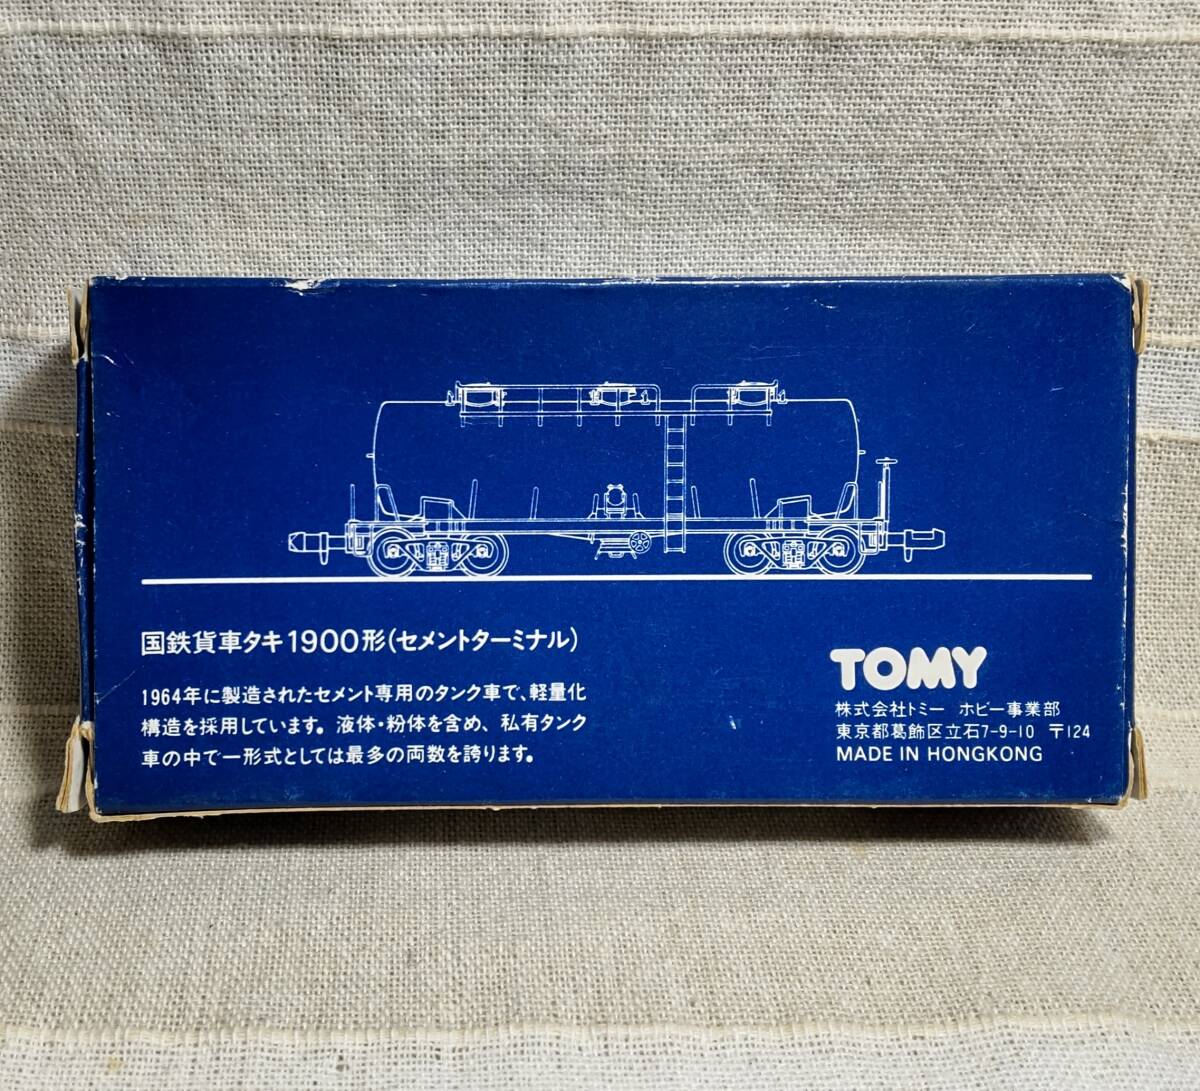 国鉄貨車タキ1900形(セメントターミナル)
1964年に製造されたセメント専用のタンク車で、軽量化
構造を採用しています。液体・粉体を含め、私有タンク
車の中で一形式としては最多の両数を誇ります。
TOMY
株式会社トミー ホビー事業部
東京都葛飾区立石7-9-10 〒124
MADE IN HONGKONG